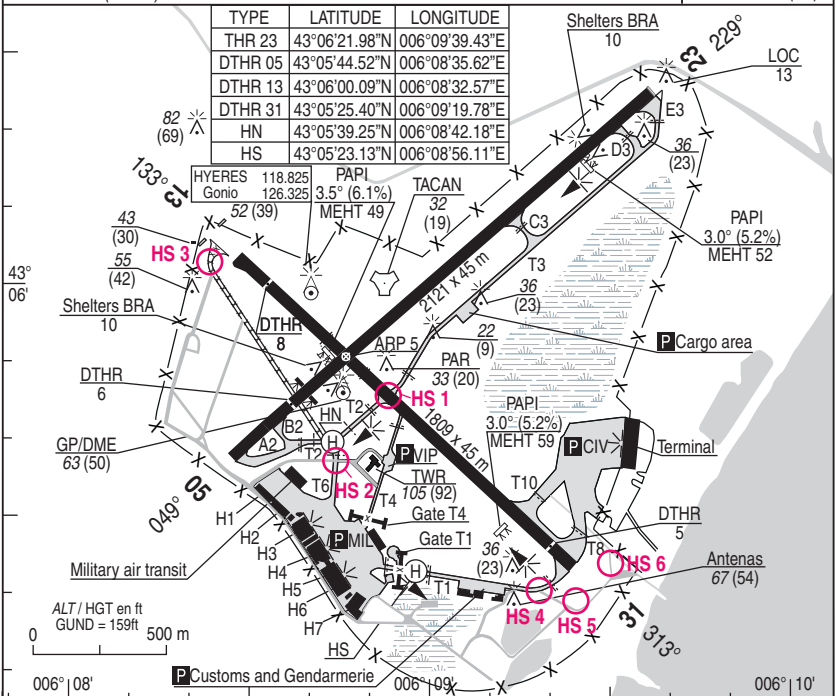 TYPE LATITUDE LONGITUDE
THR 23 43°06'21.98"N 006°09'39.43"E
DTHR 05 43°05'44.52"N 006°08'35.62"E
DTHR 13 43°06'00.09"N 006°08'32.57"E
DTHR 31 43°05'25.40"N 006°09'19.78"E
HN 43°05'39.25"N 006°08'42.18"E
HS 43°05'23.13"N 006°08'56.11"E
Shelters BRA
10
23 229°
LOC
13
82
(69)
E3
D3
36
(23)
133°
13
HYERES 118.825
Gonio 126.325
52 (39)
PAPI
3.5° (6.1%)
MEHT 49
TACAN
32
(19)
C3
PAPI
3.0° (5.2%)
MEHT 52
43
(30)
HS 3
55
(42)
43°
06'
T3
2121 x 45 m
36
(23)
Shelters BRA
10
DTHR
8
ARP 5
22
(9)
P Cargo area
PAR
33 (20)
DTHR
6
HS 1
HN
T2
PAPI
3.0° (5.2%)
MEHT 59
B2
A2
H
T2
GP/DME
63 (50)
1809 x 45 m
P VIP
P CIV
Terminal
HS 2
TWR
105 (92)
05
049°
T6
T4
T10
H1
H2
H3
H4
H5
H6
H7
Gate T4
DTHR
5
P MIL
Gate T1
36
(23)
T8
HS 6
Military air transit
H
T1
Antenas
67 (54)
HS 4
HS 5
31
313°
ALT / HGT en ft
GUND = 159ft
0 500 m
HS
P Customs and Gendarmerie
006° 08' 006° 09' 006° 10'